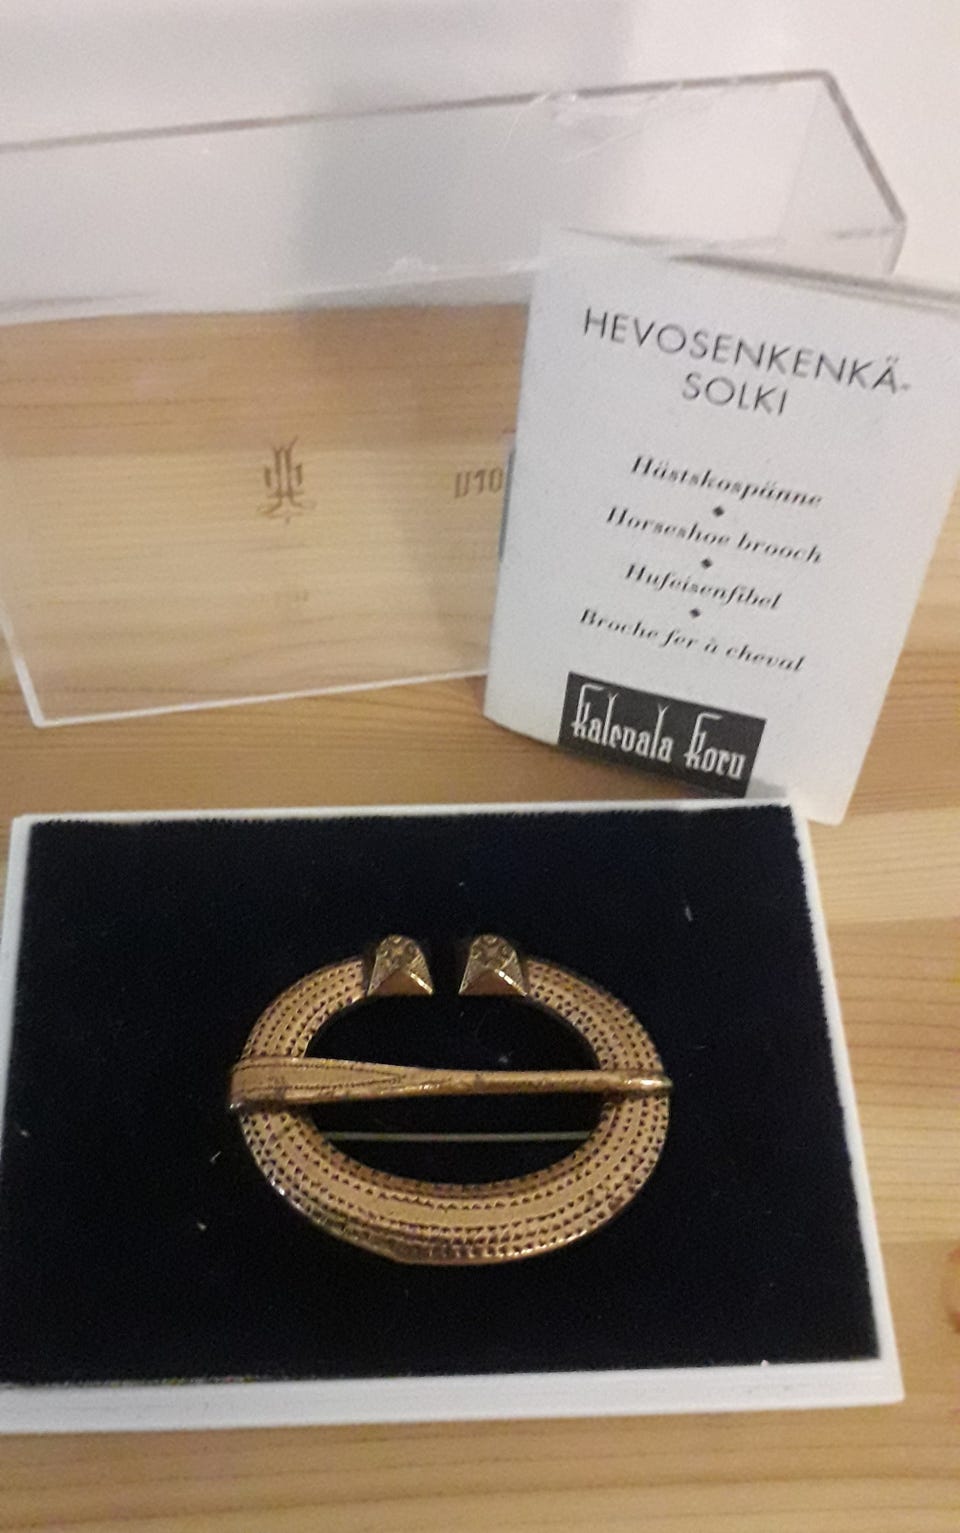 HEVOSENKENKÄ-
SOLKI
Hästskospänne
Horseshoe brooch
Hufeisenfibel
Broche fer à cheval
Kalevala Koru